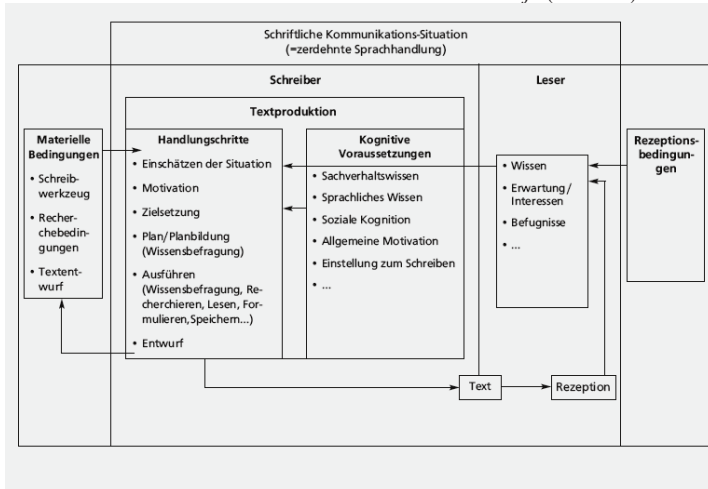 Schriftliche Kommunikations-Situation
(=zerdehnte Sprachhandlung)
Schreiber
Leser
Textproduktion
Materielle
Bedingungen
• Schreib-
werkzeug
• Recher-
chebedin-
gungen
• Textent-
wurf
Handlungschritte
• Einschätzen der Situation
• Motivation
• Zielsetzung
• Plan/Planbildung
(Wissensbefragung)
• Ausführen
(Wissensbefragung, Re-
cherchieren, Lesen, For-
mulieren,Speichern...)
• Entwurf
Kognitive
Voraussetzungen
• Sachverhaltswissen
• Sprachliches Wissen
• Soziale Kognition
• Allgemeine Motivation
• Einstellung zum Schreiben
• ...
• Wissen
• Erwartung/
Interessen
• Befugnisse
• ...
Rezeptions-
bedingun-
gen
Text
Rezeption